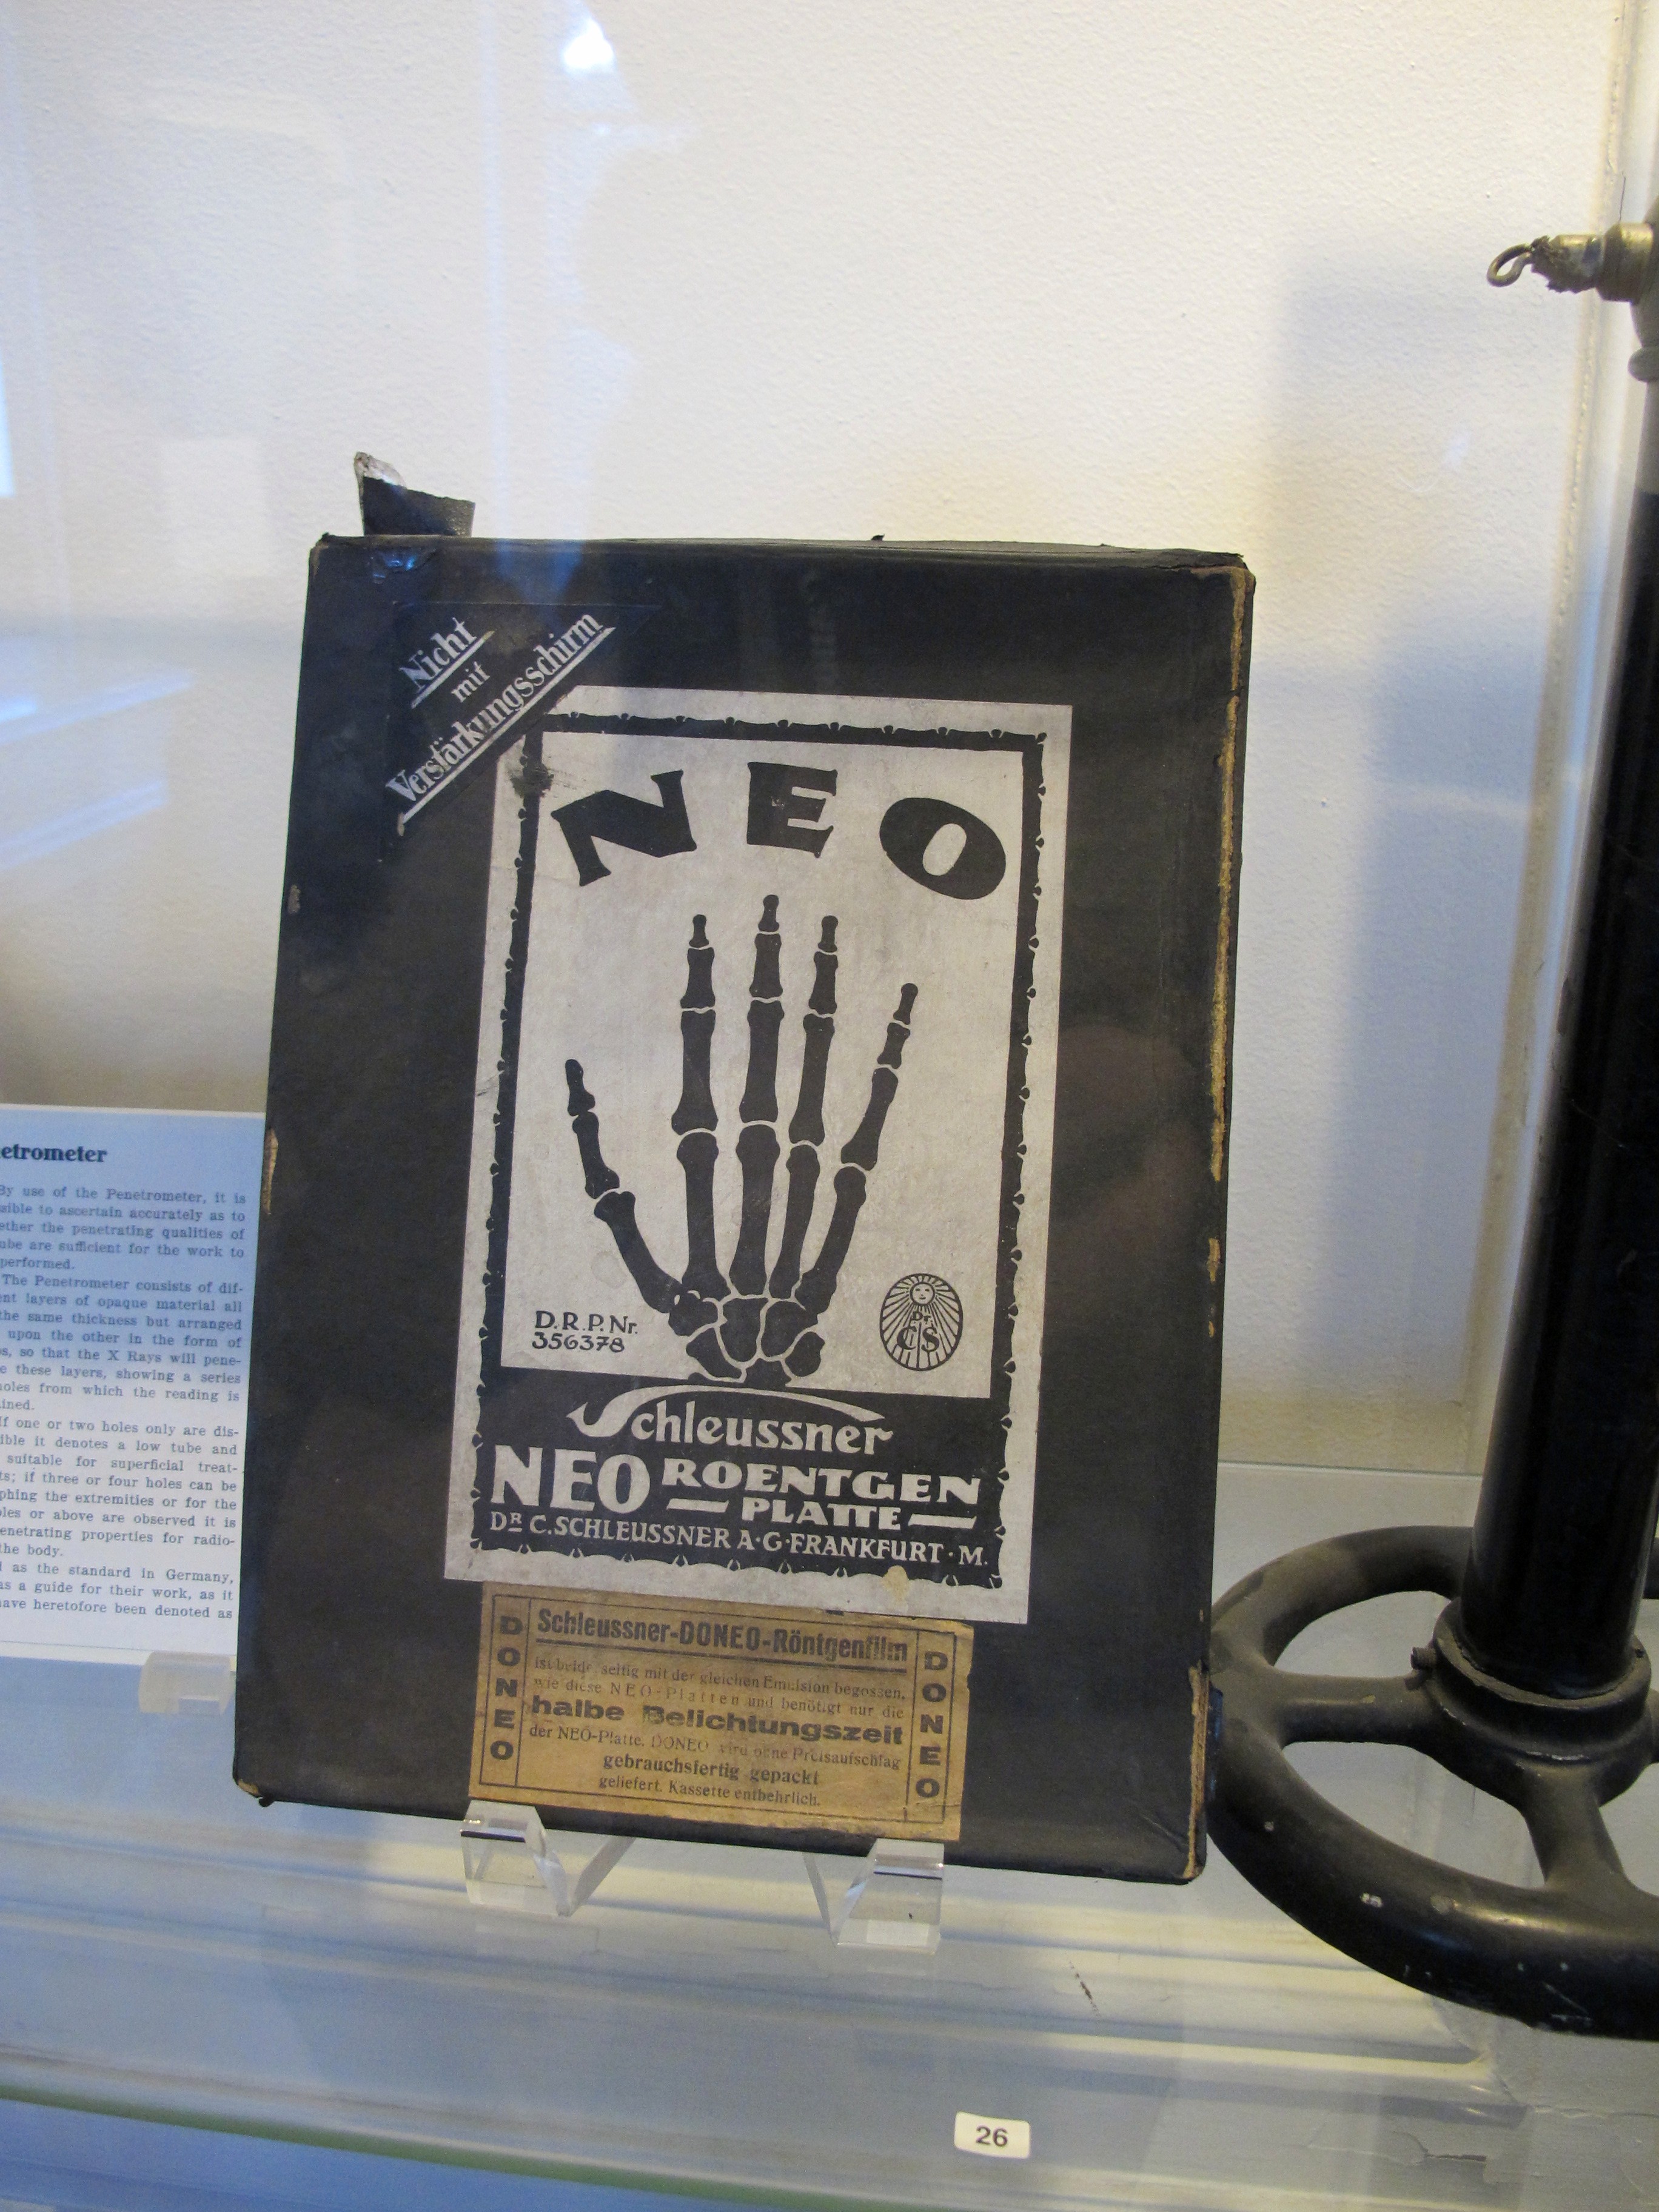 etrometer
By use of the Penetrometer, it is
sible to ascertain accurately as to
ether the penetrating qualities of
ube are sufficient for the work to
performed.
The Penetrometer consists of dif-
ent layers of opaque material all
the same thickness but arranged
upon the other in the form of
s, so that the X Rays will pene-
e these layers, showing a series
holes from which the reading is
ined.
If one or two holes only are dis-
ible it denotes a low tube and
suitable for superficial treat-
ts; if three or four holes can be
phing the extremities or for the
oles or above are observed it is
enetrating properties for radio-
the body.
d as the standard in Germany,
as a guide for their work, as it
have heretofore been denoted as
Nicht
mit
Verstärkungsschirm
NEO
D.R.P. Nr.
356378
Dr
CS
Schleussner
NEO ROENTGEN
PLATTE
DR C. SCHLEUSSNER A·G·FRANKFURT·M.
DONEO
Schleussner-DONEO-Röntgenfilm
ist beide seitig mit der gleichen Emulsion begossen,
wie diese NEO-Platten und benötigt nur die
halbe Belichtungszeit
der NEO-Platte. DONEO wird ohne Preisaufschlag
gebrauchsfertig gepackt
geliefert. Kassette entbehrlich.
DONEO
26